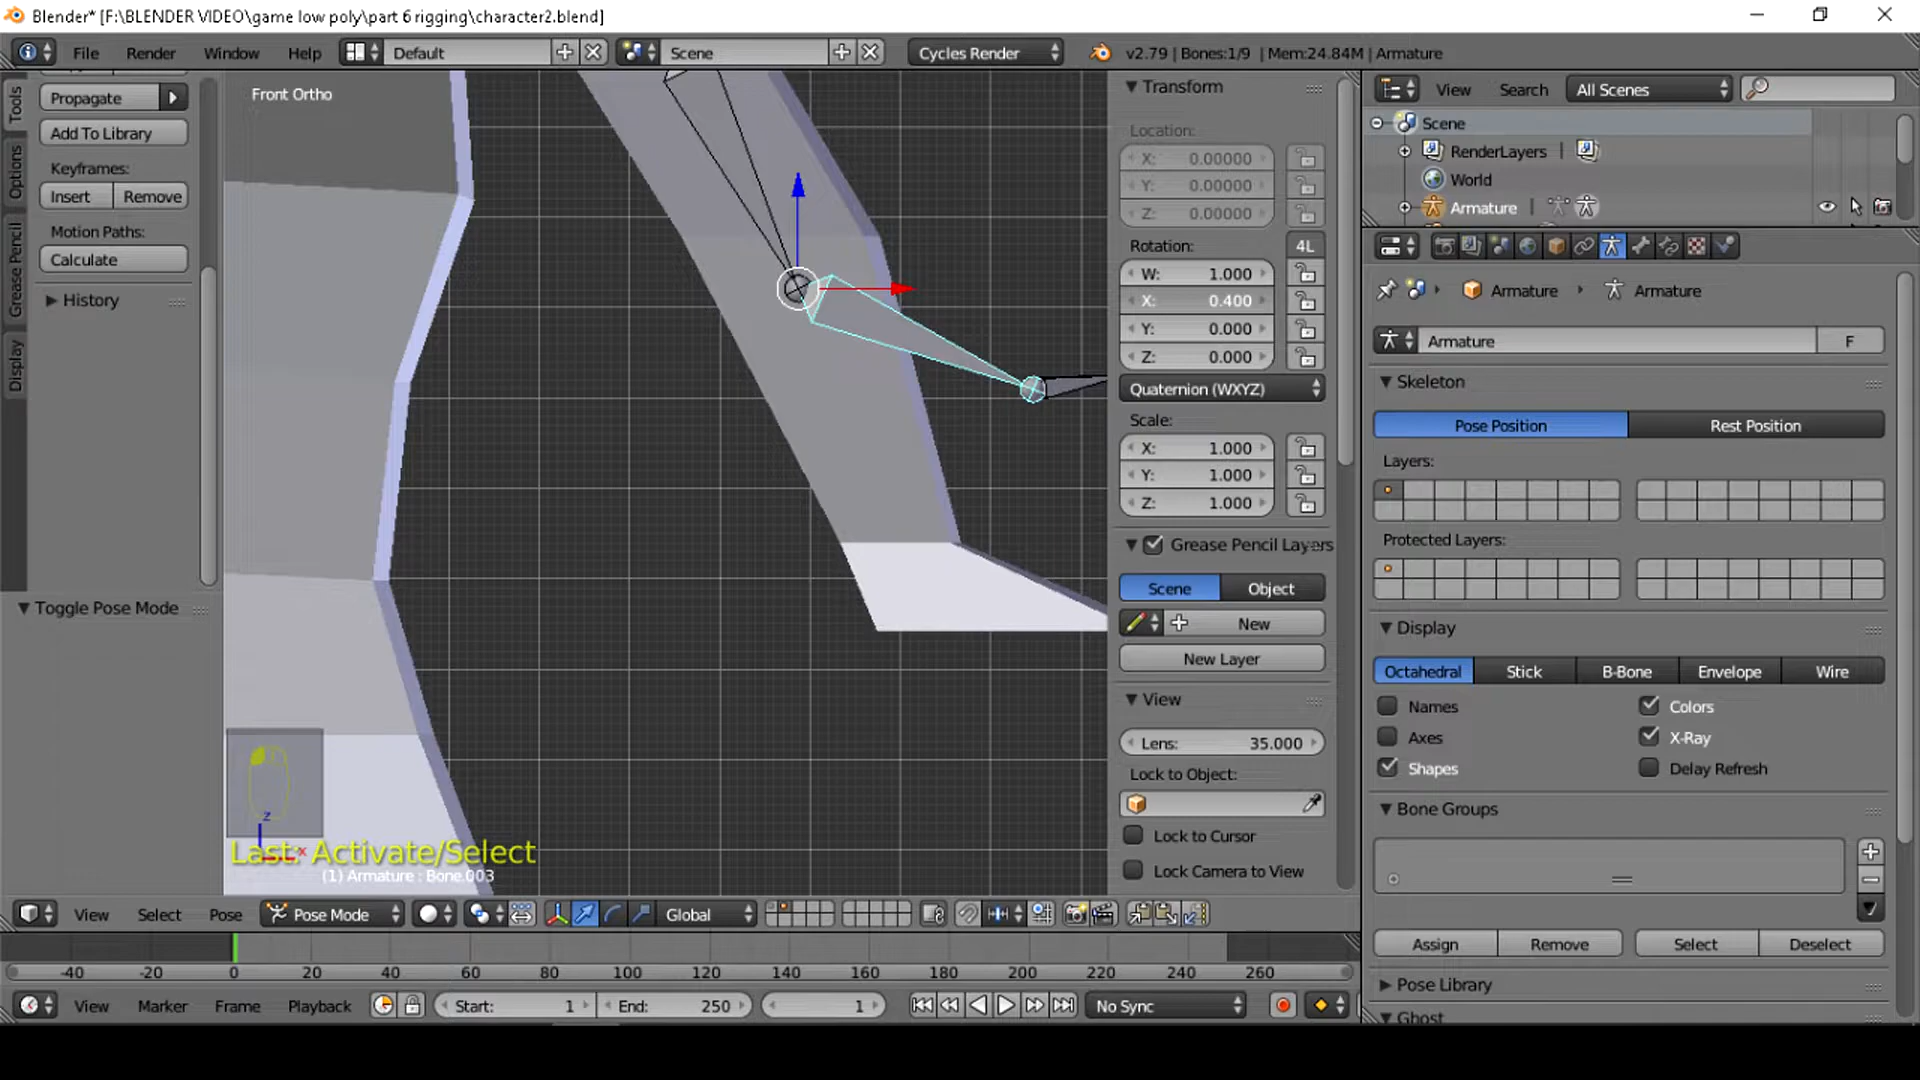 Blender* [F:\BLENDER VIDEO\game low poly\part 6 rigging\character2.blend]
File Render Window Help Default Scene Cycles Render v2.79 | Bones:1/9 | Mem:24.84M | Armature
Tools
Options
Grease Pencil
Display
Propagate
Add To Library
Keyframes:
Insert Remove
Motion Paths:
Calculate
History
Toggle Pose Mode
Front Ortho
Last: Activate/Select
(1) Armature : Bone.003
z
x
Transform
Location:
X: 0.00000
Y: 0.00000
Z: 0.00000
Rotation: 4L
W: 1.000
X: 0.400
Y: 0.000
Z: 0.000
Quaternion (WXYZ)
Scale:
X: 1.000
Y: 1.000
Z: 1.000
Grease Pencil Layers
Scene Object
New
New Layer
View
Lens: 35.000
Lock to Object:
Lock to Cursor
Lock Camera to View
View Search All Scenes
Scene
RenderLayers
World
Armature
Armature Armature
Armature F
Skeleton
Pose Position Rest Position
Layers:
Protected Layers:
Display
Octahedral Stick B-Bone Envelope Wire
Names Colors
Axes X-Ray
Shapes Delay Refresh
Bone Groups
Assign Remove Select Deselect
Pose Library
Ghost
View Select Pose Pose Mode Global
-40 -20 0 20 40 60 80 100 120 140 160 180 200 220 240 260
View Marker Frame Playback Start: 1 End: 250 1 No Sync